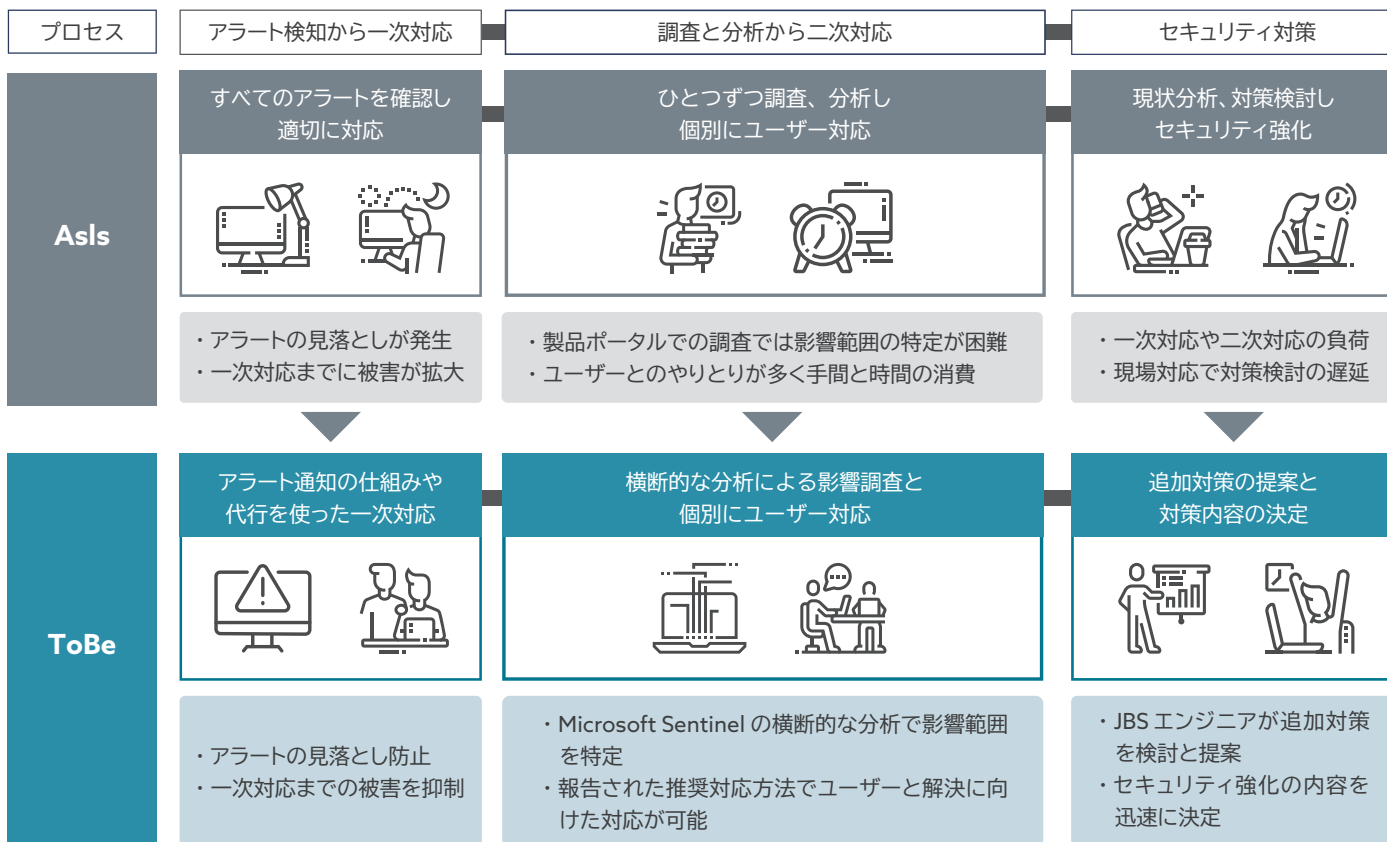 プロセス
アラート検知から一次対応
調査と分析から二次対応
セキュリティ対策
AsIs
すべてのアラートを確認し
適切に対応
ひとつずつ調査、分析し
個別にユーザー対応
現状分析、対策検討し
セキュリティ強化
・アラートの見落としが発生
・一次対応までに被害が拡大
・製品ポータルでの調査では影響範囲の特定が困難
・ユーザーとのやりとりが多く手間と時間の消費
・一次対応や二次対応の負荷
・現場対応で対策検討の遅延
ToBe
アラート通知の仕組みや
代行を使った一次対応
横断的な分析による影響調査と
個別にユーザー対応
追加対策の提案と
対策内容の決定
・アラートの見落とし防止
・一次対応までの被害を抑制
・Microsoft Sentinel の横断的な分析で影響範囲
を特定
・報告された推奨対応方法でユーザーと解決に向
けた対応が可能
・JBS エンジニアが追加対策
を検討と提案
・セキュリティ強化の内容を
迅速に決定